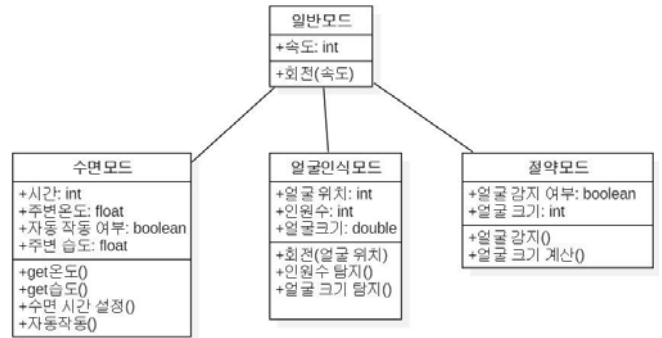 일반모드
+속도: int
+회전(속도)
수면모드
+시간: int
+주변온도: float
+자동 작동 여부: boolean
+주변 습도: float
+get온도()
+get습도()
+수면 시간 설정()
+자동작동()
얼굴인식모드
+얼굴 위치: int
+인원수: int
+얼굴크기: double
+회전(얼굴 위치)
+인원수 탐지()
+얼굴 크기 탐지()
절약모드
+얼굴 감지 여부: boolean
+얼굴 크기: int
+얼굴 감지()
+얼굴 크기 계산()